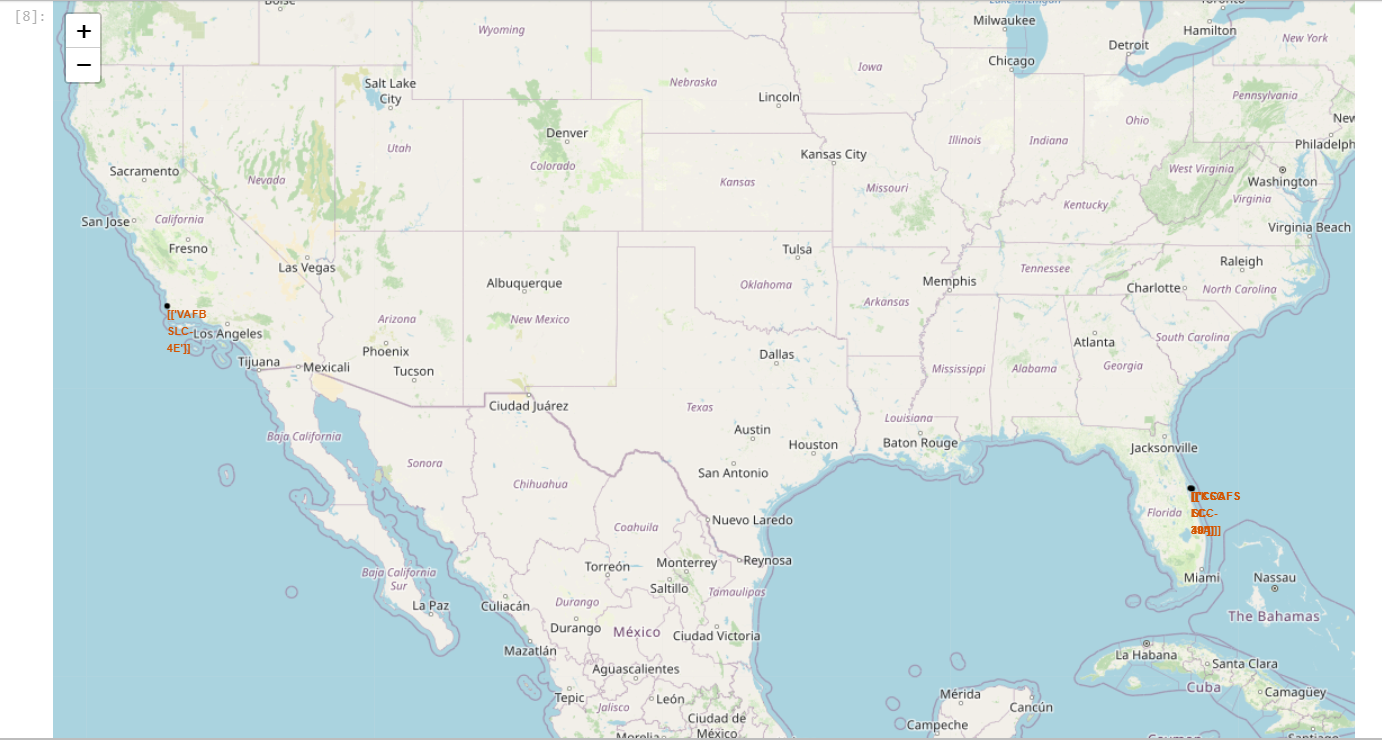 [8]:
+
−
Milwaukee
Hamilton
New York
Wyoming
Detroit
Chicago
Iowa
Nebraska
Salt Lake
City
Lincoln
Pennsylvania
Ohio
Denver
Illinois
Indiana
Utah
Kansas City
Philadelph
Colorado
Sacramento
Nevada
Kansas
Missouri
West Virginia
Washington
Virginia
Kentucky
San Jose
California
Virginia Beach
Fresno
Tulsa
Las Vegas
Raleigh
Tennessee
Albuquerque
Oklahoma
Memphis
Charlotte
North Carolina
Arkansas
[['VAFB
SLC-
4E']]
Los Angeles
Arizona
New Mexico
South Carolina
Atlanta
Phoenix
Dallas
Tijuana
Mexicali
Tucson
Mississippi
Alabama
Georgia
Ciudad Juárez
Texas
Louisiana
Baja California
Austin
Houston
Baton Rouge
Jacksonville
Sonora
San Antonio
Chihuahua
Florida
Coahuila
Nuevo Laredo
Torreón
Monterrey
Reynosa
Baja California
Sur
Saltillo
Tamaulipas
Miami
Nassau
La Paz
Culiacán
Durango
The Bahamas
Durango
México
Ciudad Victoria
Mazatlán
La Habana
Santa Clara
Aguascalientes
Cuba
Camagüey
Tepic
León
Mérida
Jalisco
Cancún
Ciudad de
México
Campeche
Morelia
Santiago